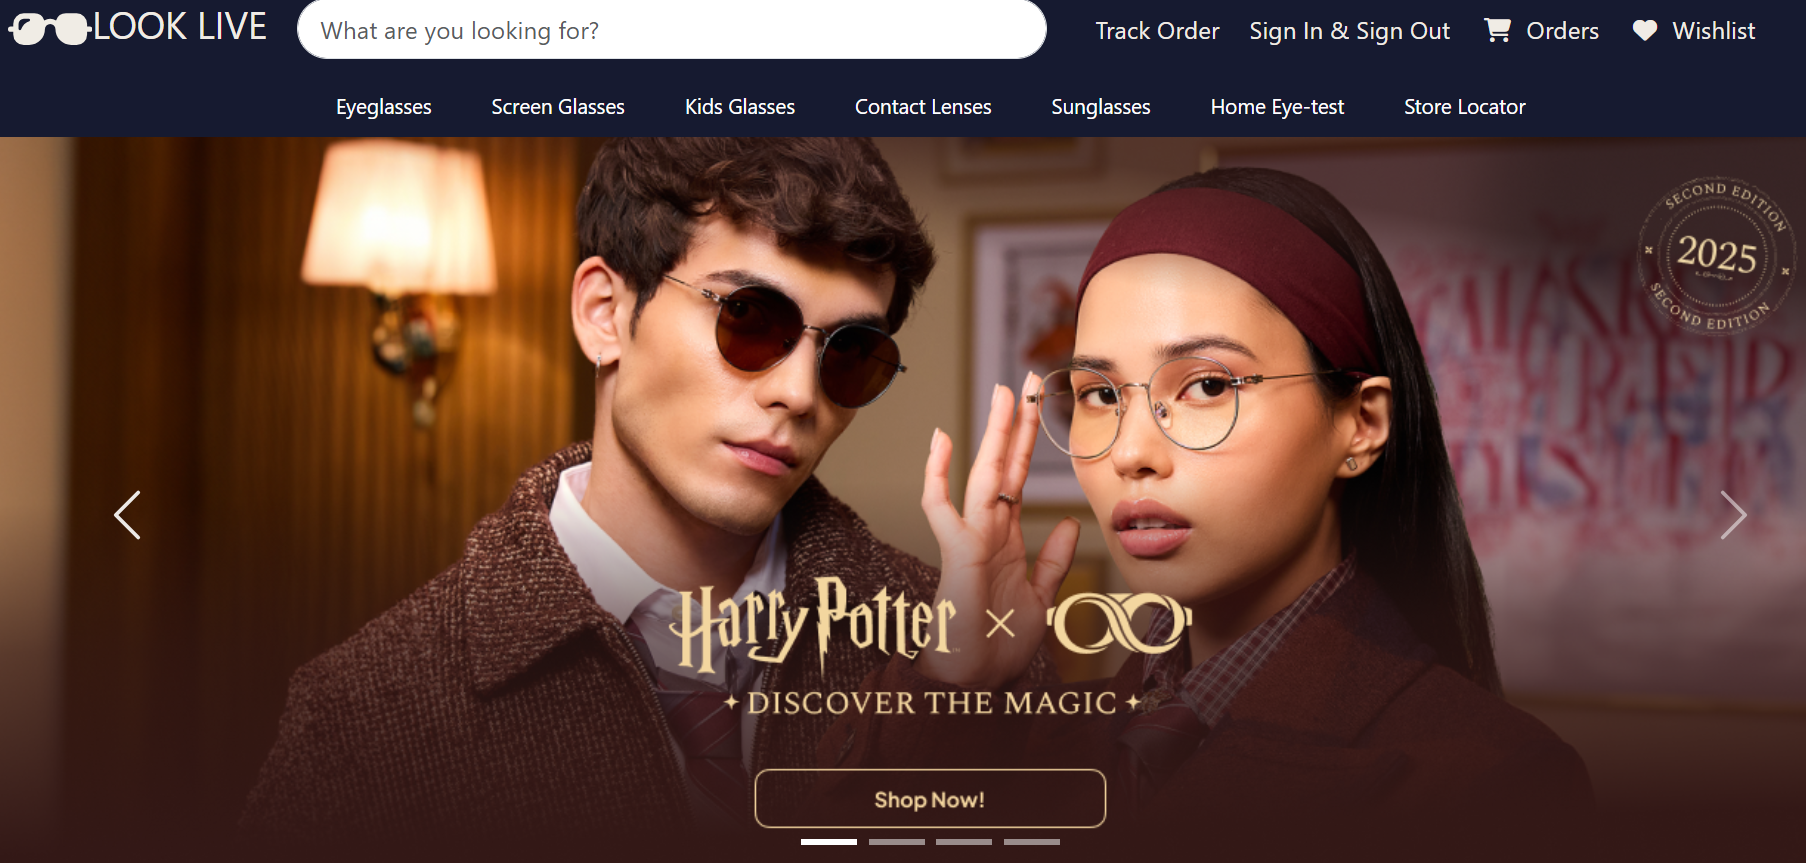 LOOK LIVE
What are you looking for?
Track Order
Sign In & Sign Out
Orders
Wishlist
Eyeglasses
Screen Glasses
Kids Glasses
Contact Lenses
Sunglasses
Home Eye-test
Store Locator
SECOND EDITION
2025
SECOND EDITION
Harry Potter ×
DISCOVER THE MAGIC
Shop Now!